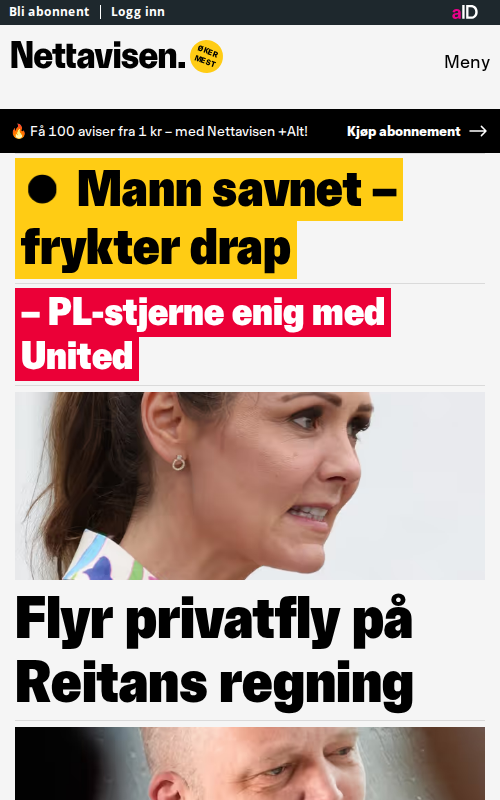 Bli abonnent | Logg inn
aID
Nettavisen.
ØKER
MEST
Meny
🔥 Få 100 aviser fra 1 kr – med Nettavisen +Alt!
Kjøp abonnement →
● Mann savnet –
frykter drap
– PL-stjerne enig med
United
Flyr privatfly på
Reitans regning